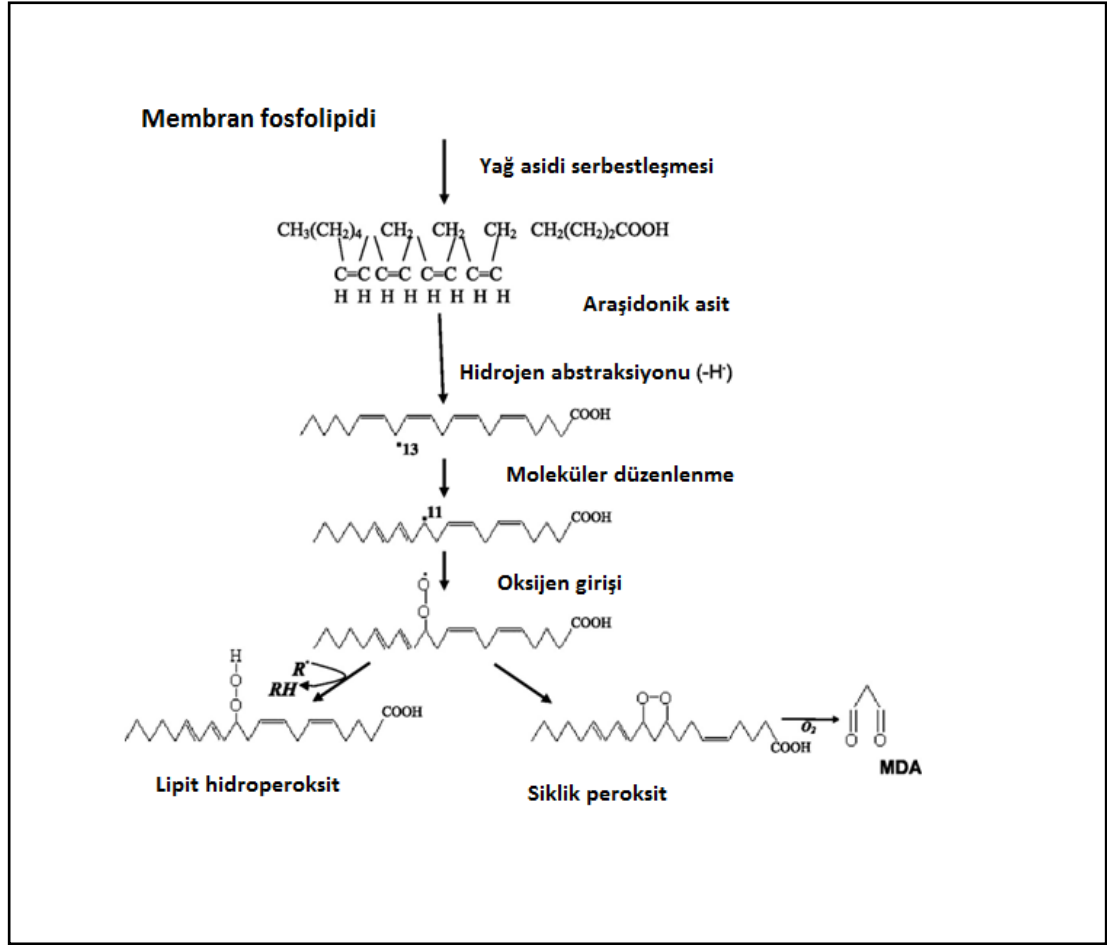 Membran fosfolipidi
Yağ asidi serbestleşmesi
CH₃(CH₂)₄ CH₂ CH₂ CH₂ CH₂(CH₂)₂COOH
C=C C=C C=C C=C
H H H H H H H H
Araşidonik asit
Hidrojen abstraksiyonu (-H·)
COOH
•13
Moleküler düzenlenme
•11
COOH
Oksijen girişi
Ȯ
O
COOH
H
O
O
R·
RH
COOH
Lipit hidroperoksit
O-O
COOH
Siklik peroksit
O₂
O O
MDA